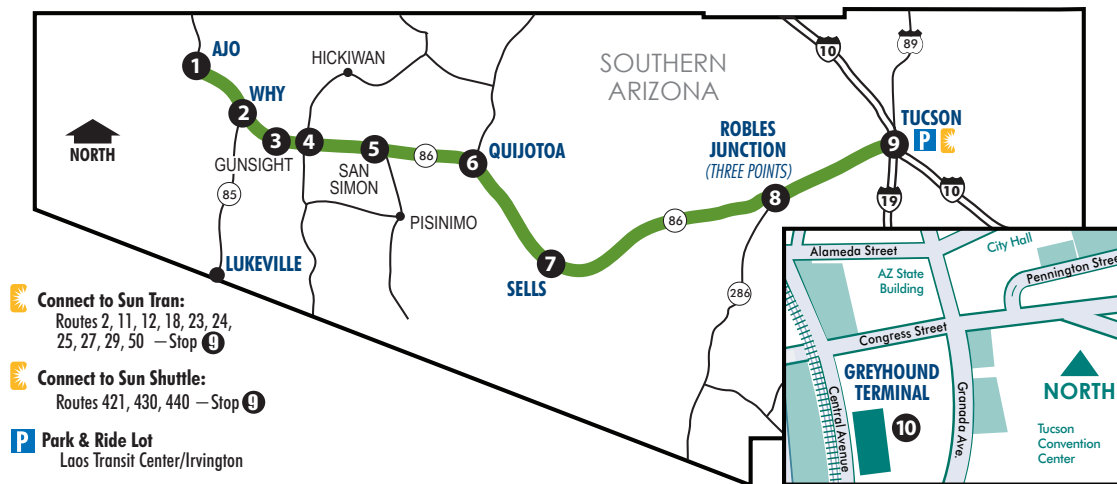 AJO
1
WHY
2
HICKIWAN
3
4
GUNSIGHT
5
SAN
SIMON
86
6
QUIJOTOA
PISINIMO
85
LUKEVILLE
NORTH
7
SELLS
SOUTHERN
ARIZONA
86
ROBLES
JUNCTION
(THREE POINTS)
8
286
10
89
TUCSON
P
9
19
10
Connect to Sun Tran:
Routes 2, 11, 12, 18, 23, 24,
25, 27, 29, 50 – Stop 9
Connect to Sun Shuttle:
Routes 421, 430, 440 – Stop 9
P Park & Ride Lot
Laos Transit Center/Irvington
Alameda Street
City Hall
AZ State
Building
Pennington Street
Congress Street
GREYHOUND
TERMINAL
10
Central Avenue
Granada Ave.
NORTH
Tucson
Convention
Center